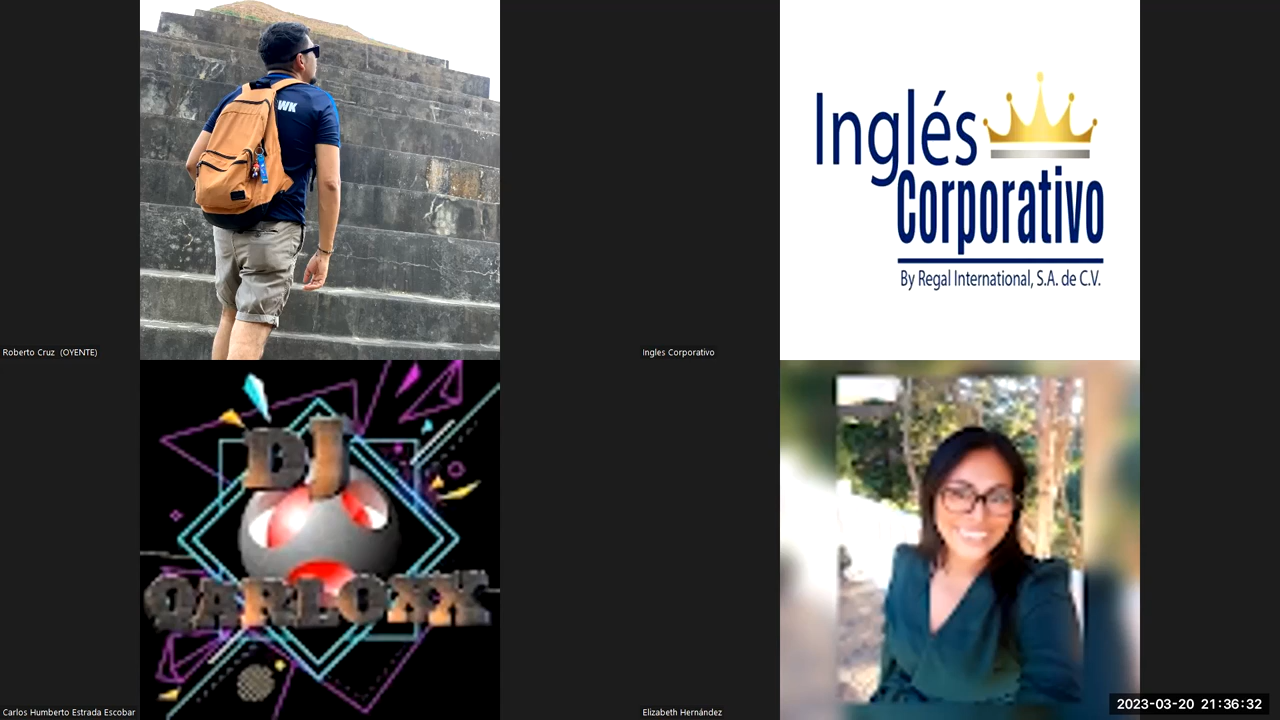 WK
Inglés
Corporativo
By Regal International, S.A. de C.V.
Roberto Cruz (OYENTE)
Ingles Corporativo
DJ
QARLOXX
Carlos Humberto Estrada Escobar
Elizabeth Hernández
2023-03-20 21:36:32